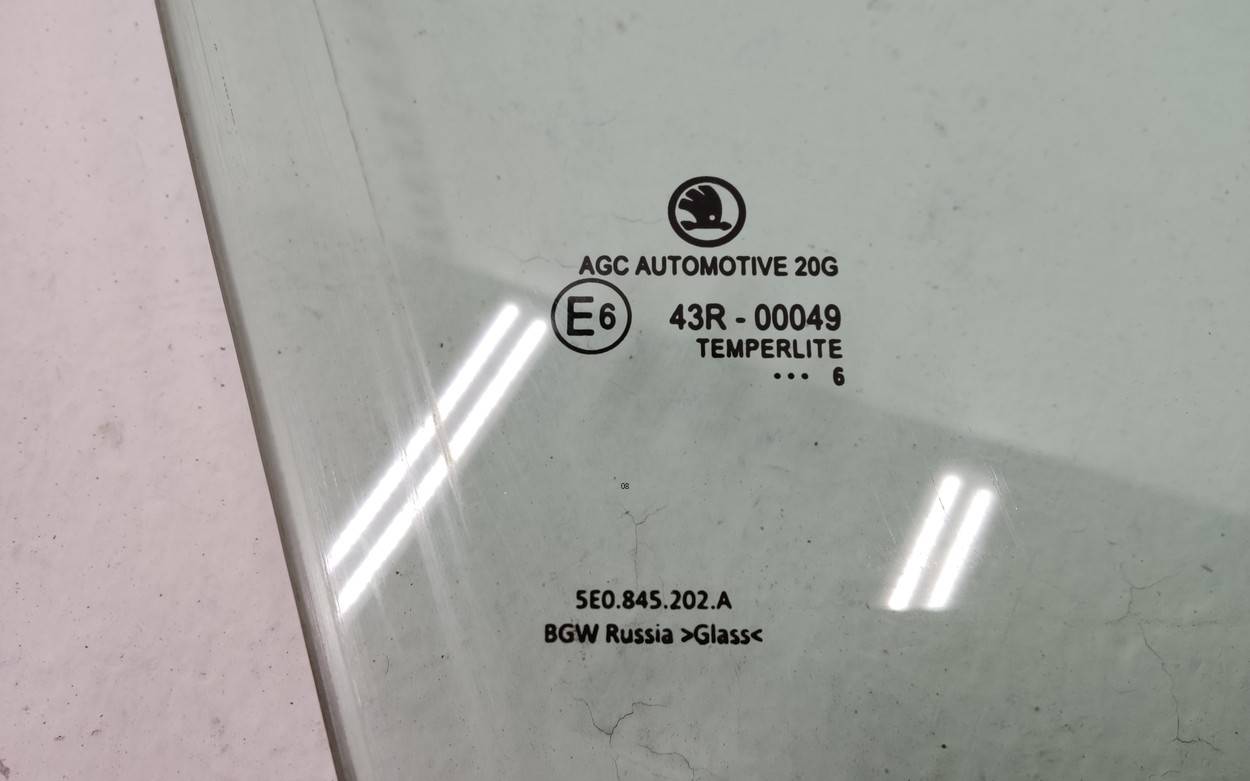 AGC AUTOMOTIVE 20G
E6 43R - 00049
TEMPERLITE
••• 6
08
5E0.845.202.A
BGW Russia >Glass<